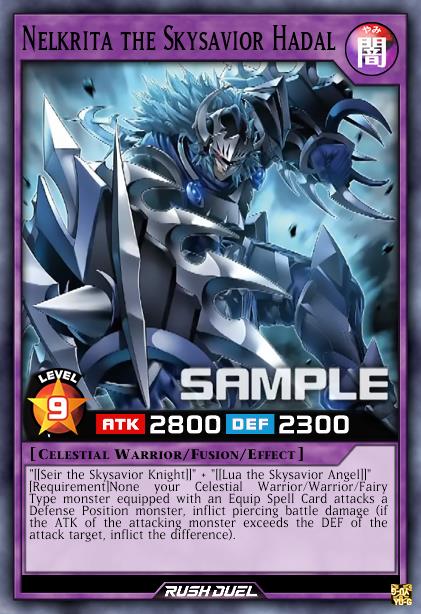 Nelkrita the Skysavior Hadal
やみ
闇
SAMPLE
LEVEL
9
ATK 2800 DEF 2300
[ Celestial Warrior/Fusion/Effect ]
"[[Seir the Skysavior Knight]]" + "[[Lua the Skysavior Angel]]"
[Requirement]None your Celestial Warrior/Warrior/Fairy
Type monster equipped with an Equip Spell Card attacks a
Defense Position monster, inflict piercing battle damage (if
the ATK of the attacking monster exceeds the DEF of the
attack target, inflict the difference).
RUSH DUEL